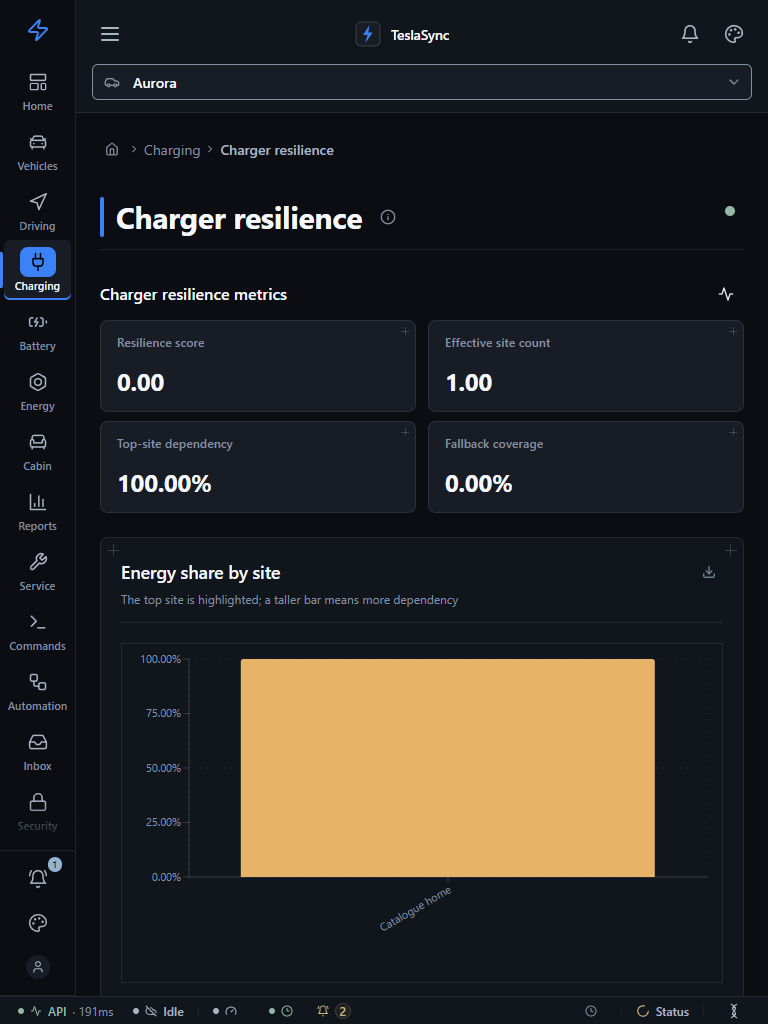 TeslaSync
Aurora
Home
Vehicles
Driving
Charging
Battery
Energy
Cabin
Reports
Service
Commands
Automation
Inbox
Security
1
Charging
Charger resilience
Charger resilience
Charger resilience metrics
Resilience score
0.00
Effective site count
1.00
Top-site dependency
100.00%
Fallback coverage
0.00%
Energy share by site
The top site is highlighted; a taller bar means more dependency
100.00%
75.00%
50.00%
25.00%
0.00%
Catalogue home
API · 191ms
Idle
2
Status